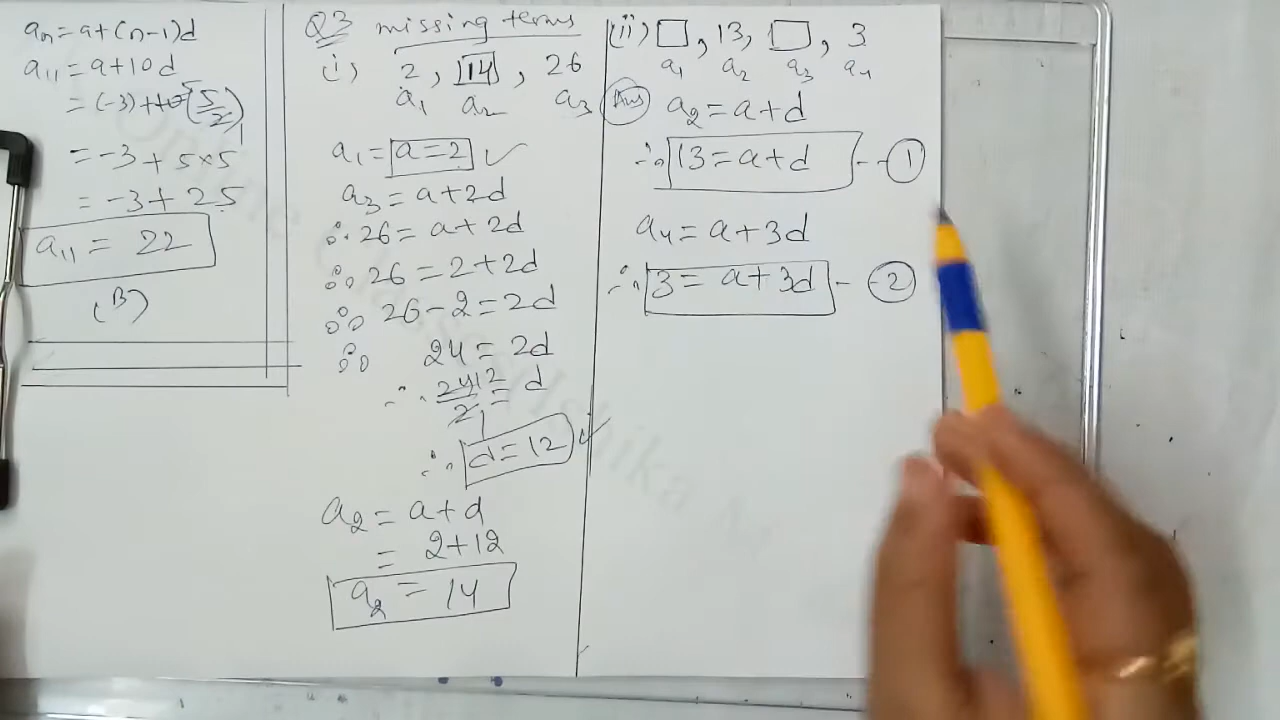 an = a+(n-1)d
a11 = a+10d
= (-3)+10(5/2)
= -3+5×5
= -3+25
a11 = 22
(B)
Q3 missing terms
(i) 2, 14, 26
a1 a2 a3
a1 = a=2 ✓
a3 = a+2d
∴ 26 = a+2d
∴ 26 = 2+2d
∴ 26-2 = 2d
∴ 24 = 2d
∴ 24/2 12 = d
∴ d = 12 ✓
a2 = a+d
= 2+12
a2 = 14
(ii) □, 13, □, 3
a1 a2 a3 a4
Ans a2 = a+d
∴ 13 = a+d -- 1
a4 = a+3d
∴ 3 = a+3d - 2